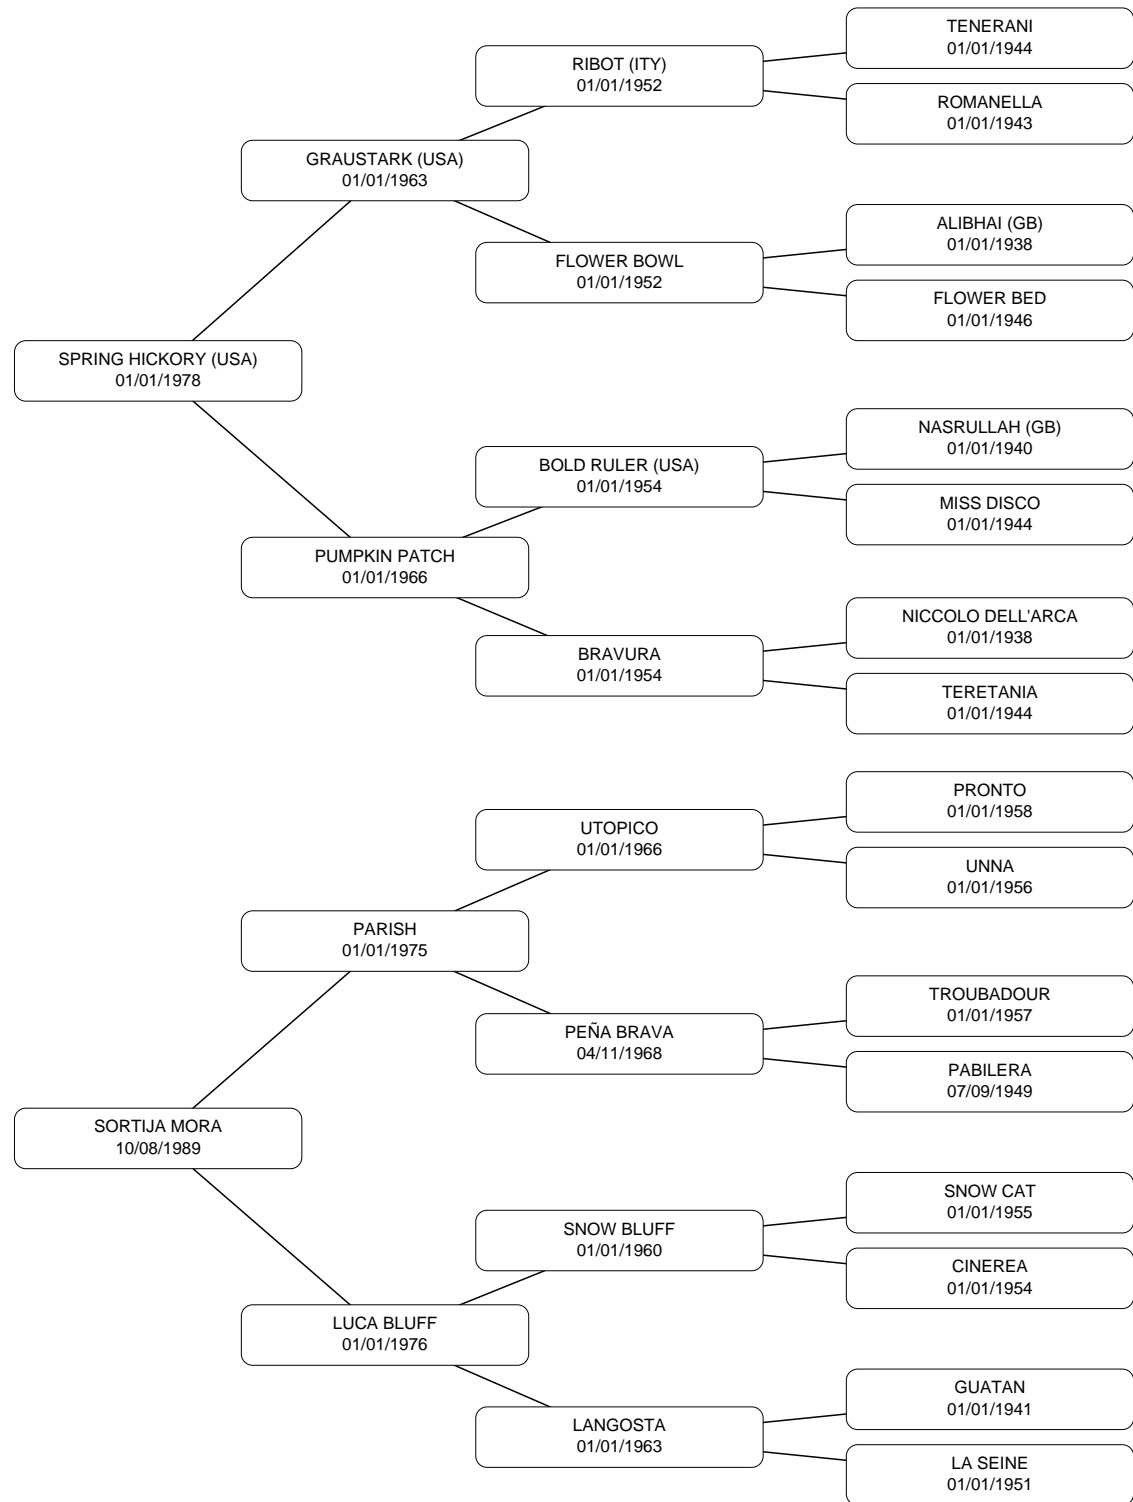 TENERANI
01/01/1944
RIBOT (ITY)
01/01/1952
ROMANELLA
01/01/1943
GRAUSTARK (USA)
01/01/1963
ALIBHAI (GB)
01/01/1938
FLOWER BOWL
01/01/1952
FLOWER BED
01/01/1946
SPRING HICKORY (USA)
01/01/1978
NASRULLAH (GB)
01/01/1940
BOLD RULER (USA)
01/01/1954
MISS DISCO
01/01/1944
PUMPKIN PATCH
01/01/1966
NICCOLO DELL'ARCA
01/01/1938
BRAVURA
01/01/1954
TERETANIA
01/01/1944
PRONTO
01/01/1958
UTOPICO
01/01/1966
UNNA
01/01/1956
PARISH
01/01/1975
TROUBADOUR
01/01/1957
PEÑA BRAVA
04/11/1968
PABILERA
07/09/1949
SORTIJA MORA
10/08/1989
SNOW CAT
01/01/1955
SNOW BLUFF
01/01/1960
CINEREA
01/01/1954
LUCA BLUFF
01/01/1976
GUATAN
01/01/1941
LANGOSTA
01/01/1963
LA SEINE
01/01/1951